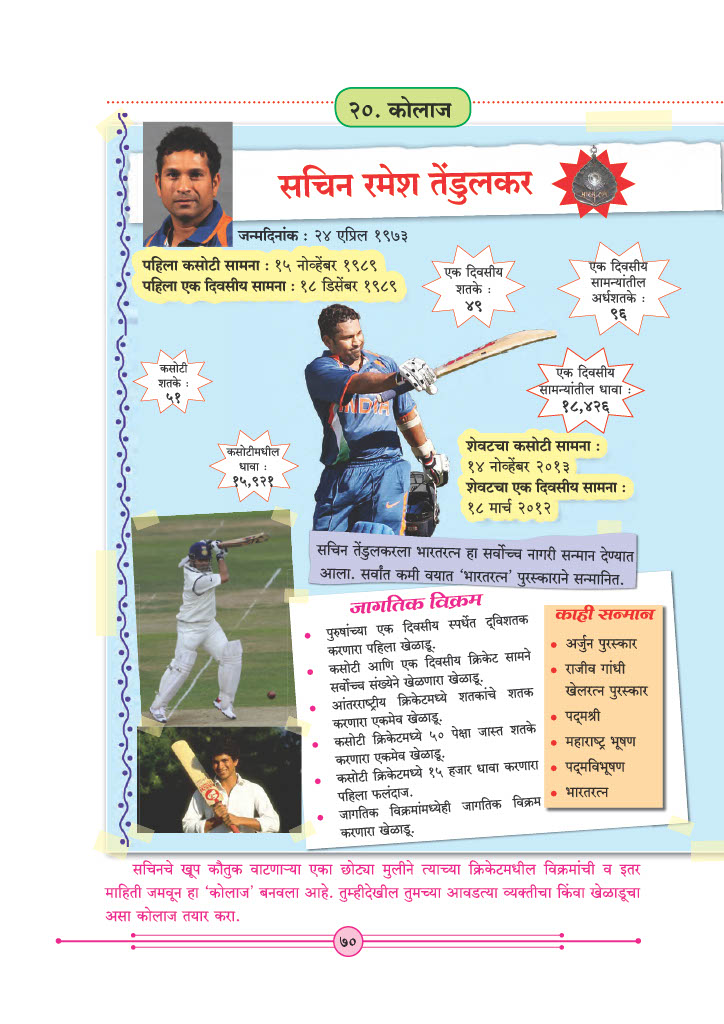 २०. कोलाज
सचिन रमेश तेंडुलकर
जन्मदिनांक : २४ एप्रिल १९७३
पहिला कसोटी सामना : १५ नोव्हेंबर १९८९
पहिला एक दिवसीय सामना : १८ डिसेंबर १९८९
एक दिवसीय
शतके :
४९
एक दिवसीय
सामन्यांतील
अर्धशतके :
९६
कसोटी
शतके :
५१
एक दिवसीय
सामन्यांतील धावा :
१८,४२६
कसोटीमधील
धावा :
१५,९२१
INDIA
शेवटचा कसोटी सामना :
१४ नोव्हेंबर २०१३
शेवटचा एक दिवसीय सामना :
१८ मार्च २०१२
सचिन तेंडुलकरला भारतरत्न हा सर्वोच्च नागरी सन्मान देण्यात
आला. सर्वांत कमी वयात ‘भारतरत्न’ पुरस्काराने सन्मानित.
जागतिक विक्रम
• पुरुषांच्या एक दिवसीय स्पर्धेत द्‌विशतक
करणारा पहिला खेळाडू.
• कसोटी आणि एक दिवसीय क्रिकेट सामने
सर्वोच्च संख्येने खेळणारा खेळाडू.
• आंतरराष्ट्रीय क्रिकेटमध्ये शतकांचे शतक
करणारा एकमेव खेळाडू.
• कसोटी क्रिकेटमध्ये ५० पेक्षा जास्त शतके
करणारा एकमेव खेळाडू.
• कसोटी क्रिकेटमध्ये १५ हजार धावा करणारा
पहिला फलंदाज.
• जागतिक विक्रमांमध्येही जागतिक विक्रम
करणारा खेळाडू.
काही सन्मान
• अर्जुन पुरस्कार
• राजीव गांधी
खेलरत्न पुरस्कार
• पद्‌मश्री
• महाराष्ट्र भूषण
• पद्‌मविभूषण
• भारतरत्न
सचिनचे खूप कौतुक वाटणाऱ्या एका छोट्या मुलीने त्याच्या क्रिकेटमधील विक्रमांची व इतर
माहिती जमवून हा ‘कोलाज’ बनवला आहे. तुम्हीदेखील तुमच्या आवडत्या व्यक्तीचा किंवा खेळाडूचा
असा कोलाज तयार करा.
७०